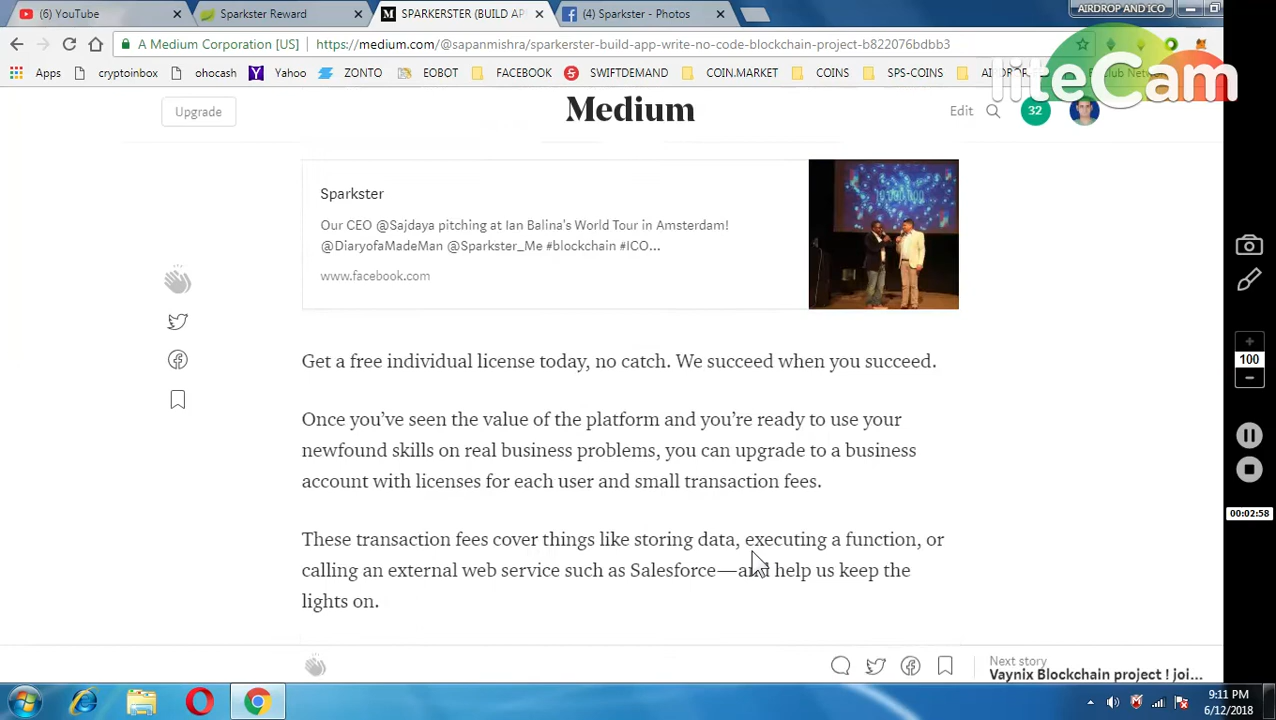 (6) YouTube
Sparkster Reward
SPARKERSTER (BUILD AP
(4) Sparkster - Photos
AIRDROP AND ICO
A Medium Corporation [US]
https://medium.com/@sapanmishra/sparkerster-build-app-write-no-code-blockchain-project-b822076bdbb3
Apps
cryptoinbox
ohocash
Yahoo
ZONTO
EOBOT
FACEBOOK
SWIFTDEMAND
COIN.MARKET
COINS
SPS-COINS
liteCam
Upgrade
Medium
Edit
32
Sparkster
Our CEO @Sajdaya pitching at Ian Balina's World Tour in Amsterdam!
@DiaryofaMadeMan @Sparkster_Me #blockchain #ICO...
www.facebook.com
10,000,000
Get a free individual license today, no catch. We succeed when you succeed.
Once you've seen the value of the platform and you're ready to use your
newfound skills on real business problems, you can upgrade to a business
account with licenses for each user and small transaction fees.
These transaction fees cover things like storing data, executing a function, or
calling an external web service such as Salesforce—and help us keep the
lights on.
100
00:02:58
Next story
Vaynix Blockchain project ! joi...
9:11 PM
6/12/2018